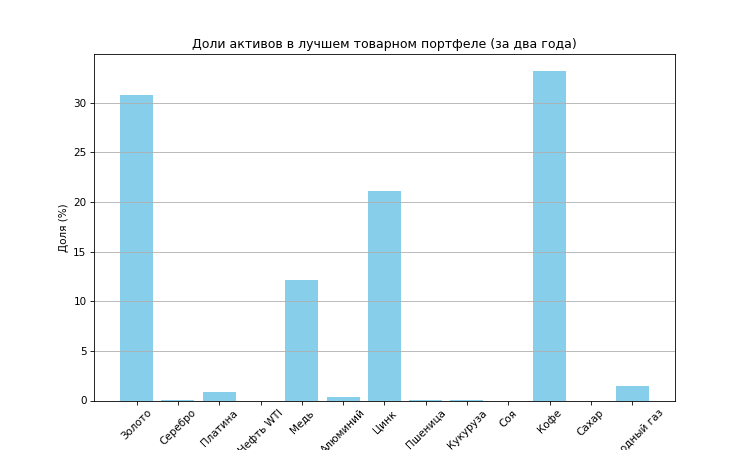 Доли активов в лучшем товарном портфеле (за два года)
Доля (%)
30
25
20
15
10
5
0
Золото
Серебро
Платина
Нефть WTI
Медь
Алюминий
Цинк
Пшеница
Кукуруза
Соя
Кофе
Сахар
газ